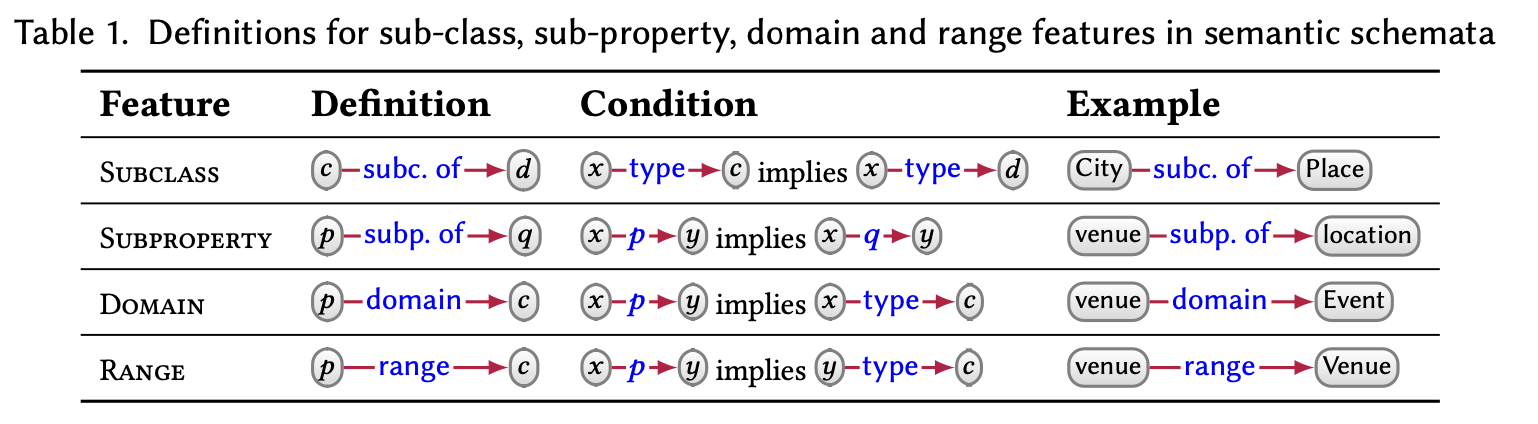 Table 1. Definitions for sub-class, sub-property, domain and range features in semantic schemata
Feature Definition Condition Example
SUBCLASS c subc. of d x type c implies x type d City subc. of Place
SUBPROPERTY p subp. of q x p y implies x q y venue subp. of location
DOMAIN p domain c x p y implies x type c venue domain Event
RANGE p range c x p y implies y type c venue range Venue